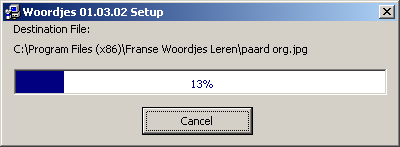 Woordjes 01.03.02 Setup
Destination File:
C:\Program Files (x86)\Franse Woordjes Leren\paard org.jpg
13%
Cancel